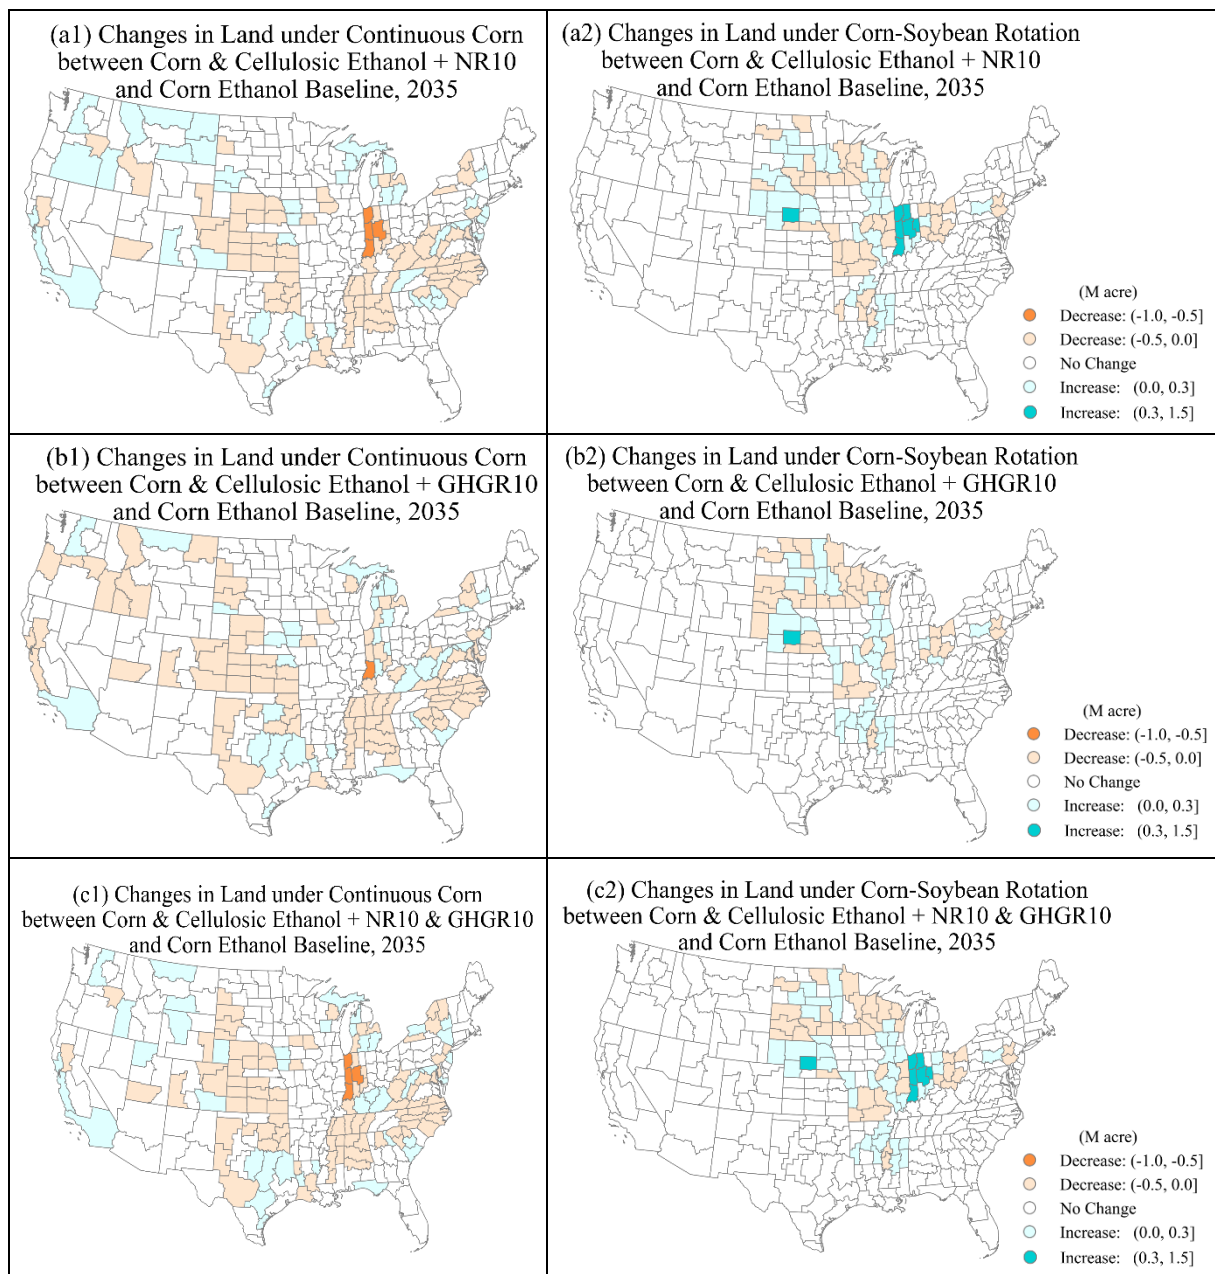 (a1) Changes in Land under Continuous Corn
between Corn & Cellulosic Ethanol + NR10
and Corn Ethanol Baseline, 2035
(a2) Changes in Land under Corn-Soybean Rotation
between Corn & Cellulosic Ethanol + NR10
and Corn Ethanol Baseline, 2035
(M acre)
Decrease: (-1.0, -0.5]
Decrease: (-0.5, 0.0]
No Change
Increase: (0.0, 0.3]
Increase: (0.3, 1.5]
(b1) Changes in Land under Continuous Corn
between Corn & Cellulosic Ethanol + GHGR10
and Corn Ethanol Baseline, 2035
(b2) Changes in Land under Corn-Soybean Rotation
between Corn & Cellulosic Ethanol + GHGR10
and Corn Ethanol Baseline, 2035
(M acre)
Decrease: (-1.0, -0.5]
Decrease: (-0.5, 0.0]
No Change
Increase: (0.0, 0.3]
Increase: (0.3, 1.5]
(c1) Changes in Land under Continuous Corn
between Corn & Cellulosic Ethanol + NR10 & GHGR10
and Corn Ethanol Baseline, 2035
(c2) Changes in Land under Corn-Soybean Rotation
between Corn & Cellulosic Ethanol + NR10 & GHGR10
and Corn Ethanol Baseline, 2035
(M acre)
Decrease: (-1.0, -0.5]
Decrease: (-0.5, 0.0]
No Change
Increase: (0.0, 0.3]
Increase: (0.3, 1.5]